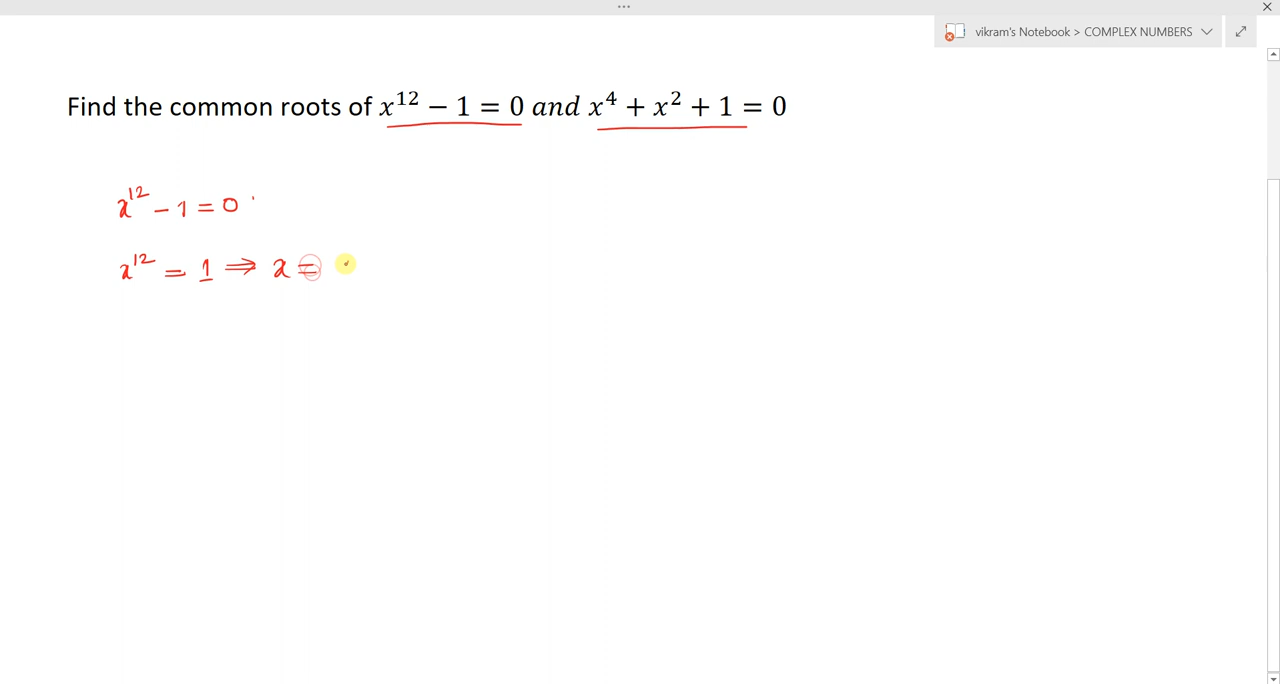 vikram's Notebook > COMPLEX NUMBERS
Find the common roots of x¹² − 1 = 0 and x⁴ + x² + 1 = 0
x¹² − 1 = 0
x¹² = 1 ⇒ x =